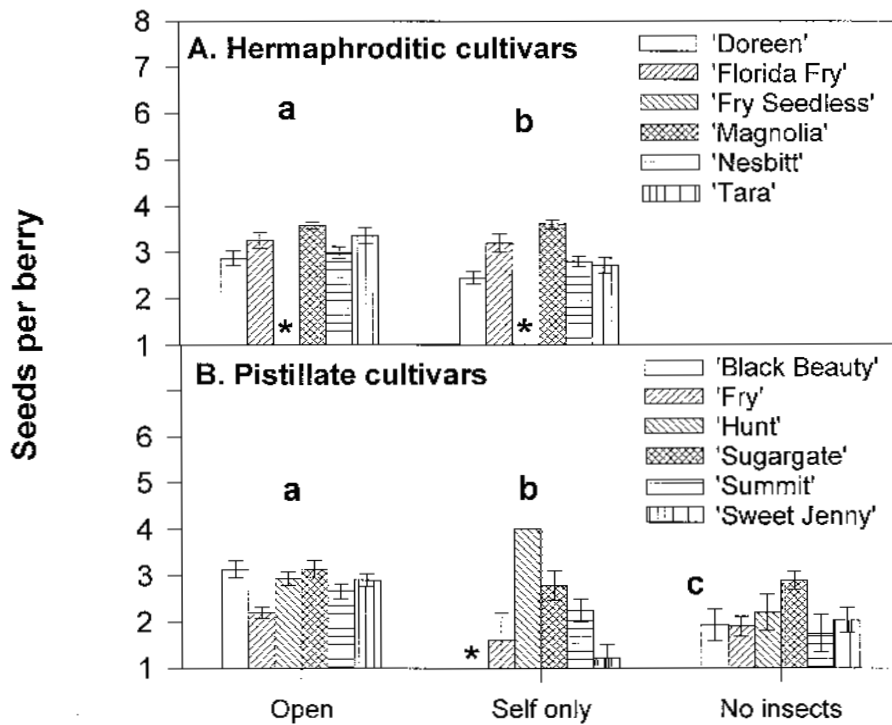 Seeds per berry
8
7
6
5
4
3
2
1
A. Hermaphroditic cultivars
a
b
*
*
'Doreen'
'Florida Fry'
'Fry Seedless'
'Magnolia'
'Nesbitt'
'Tara'
6
5
4
3
2
1
B. Pistillate cultivars
a
b
c
*
'Black Beauty'
'Fry'
'Hunt'
'Sugargate'
'Summit'
'Sweet Jenny'
Open
Self only
No insects